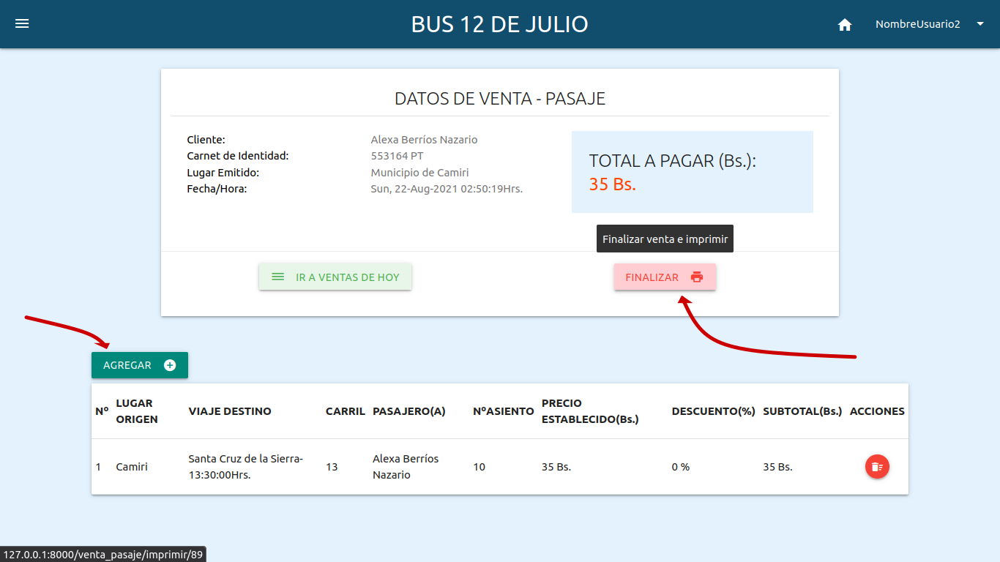 BUS 12 DE JULIO
NombreUsuario2
DATOS DE VENTA - PASAJE
Cliente: Alexa Berríos Nazario
Carnet de Identidad: 553164 PT
Lugar Emitido: Municipio de Camiri
Fecha/Hora: Sun, 22-Aug-2021 02:50:19Hrs.
TOTAL A PAGAR (Bs.):
35 Bs.
Finalizar venta e imprimir
IR A VENTAS DE HOY
FINALIZAR
AGREGAR
Nº LUGAR ORIGEN VIAJE DESTINO CARRIL PASAJERO(A) NºASIENTO PRECIO ESTABLECIDO(Bs.) DESCUENTO(%) SUBTOTAL(Bs.) ACCIONES
1 Camiri Santa Cruz de la Sierra-13:30:00Hrs. 13 Alexa Berríos Nazario 10 35 Bs. 0 % 35 Bs.
127.0.0.1:8000/venta_pasaje/imprimir/89